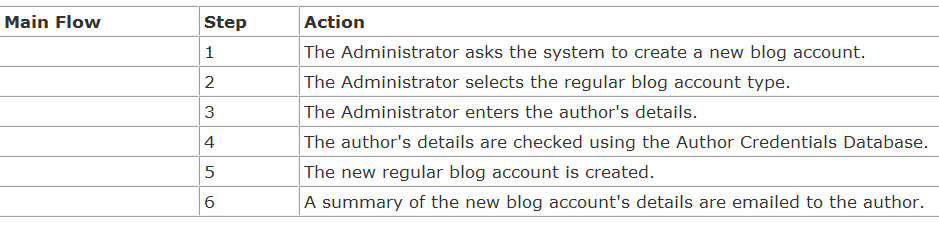 Main Flow Step Action
1 The Administrator asks the system to create a new blog account.
2 The Administrator selects the regular blog account type.
3 The Administrator enters the author's details.
4 The author's details are checked using the Author Credentials Database.
5 The new regular blog account is created.
6 A summary of the new blog account's details are emailed to the author.